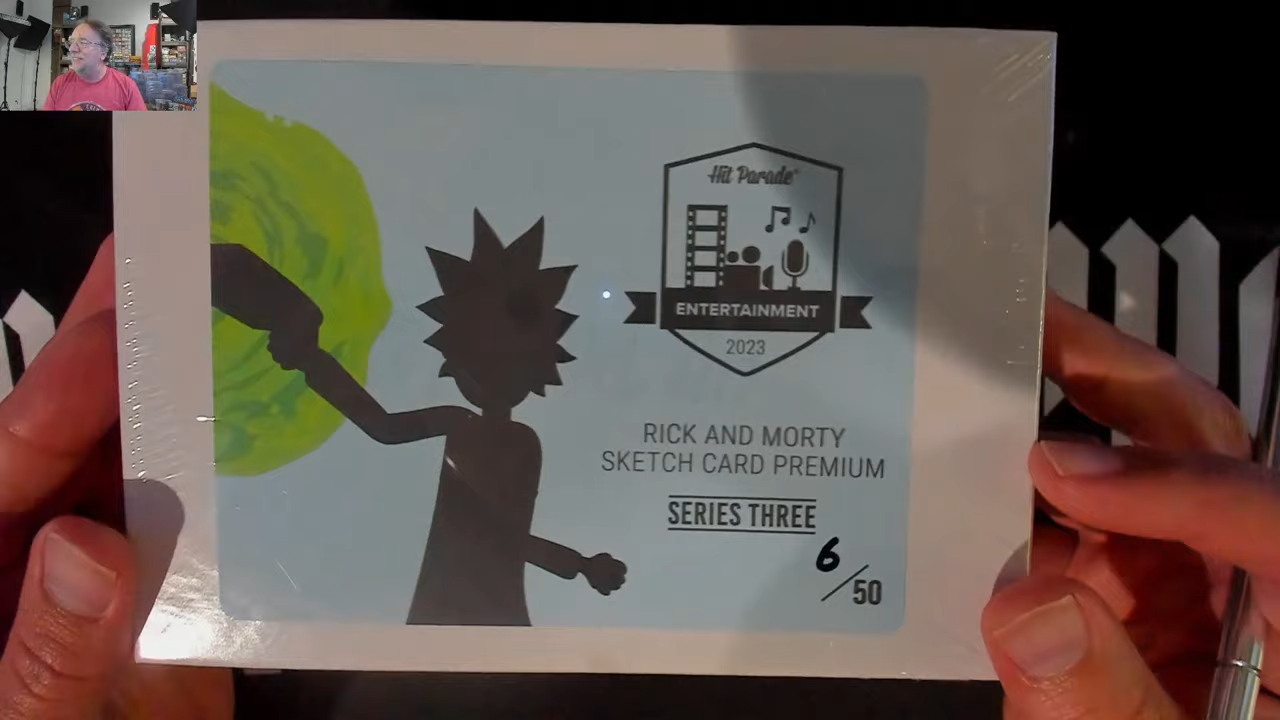 Hit Parade®
ENTERTAINMENT
2023
RICK AND MORTY
SKETCH CARD PREMIUM
SERIES THREE
6/50